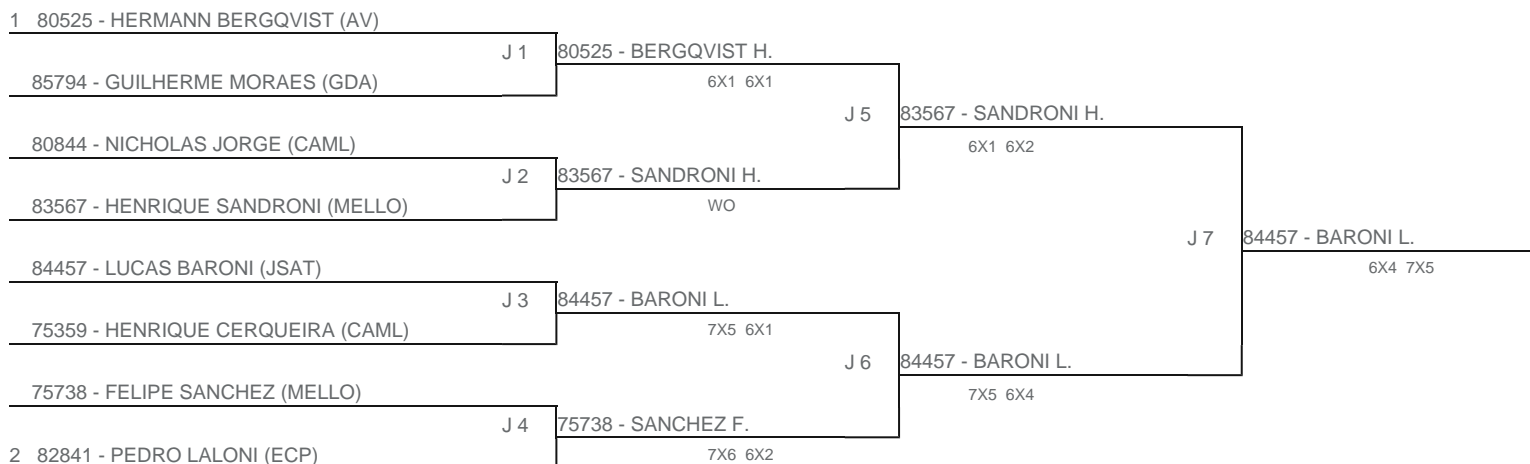 1 80525 - HERMANN BERGQVIST (AV)
J 1 80525 - BERGQVIST H.
85794 - GUILHERME MORAES (GDA) 6X1 6X1
J 5 83567 - SANDRONI H.
80844 - NICHOLAS JORGE (CAML) 6X1 6X2
J 2 83567 - SANDRONI H.
83567 - HENRIQUE SANDRONI (MELLO) WO
J 7 84457 - BARONI L.
84457 - LUCAS BARONI (JSAT) 6X4 7X5
J 3 84457 - BARONI L.
75359 - HENRIQUE CERQUEIRA (CAML) 7X5 6X1
J 6 84457 - BARONI L.
75738 - FELIPE SANCHEZ (MELLO) 7X5 6X4
J 4 75738 - SANCHEZ F.
2 82841 - PEDRO LALONI (ECP) 7X6 6X2